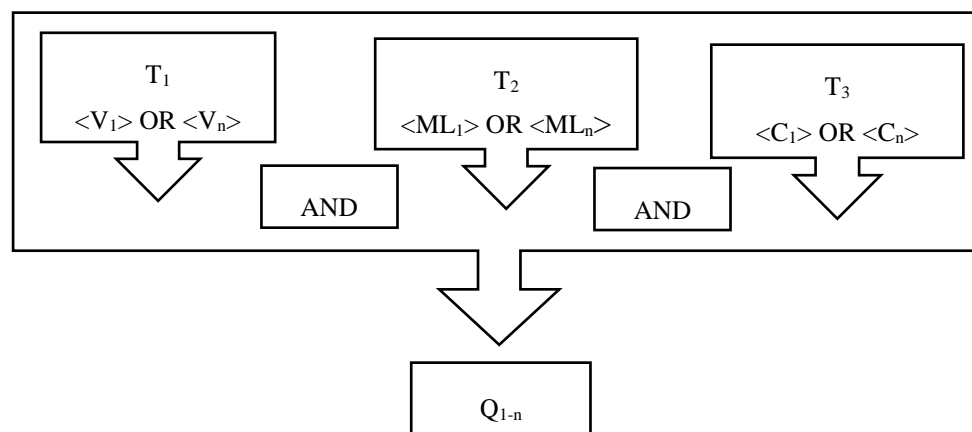 T₁
<V₁> OR <Vₙ>
T₂
<ML₁> OR <MLₙ>
T₃
<C₁> OR <Cₙ>
AND
AND
Q₁₋ₙ